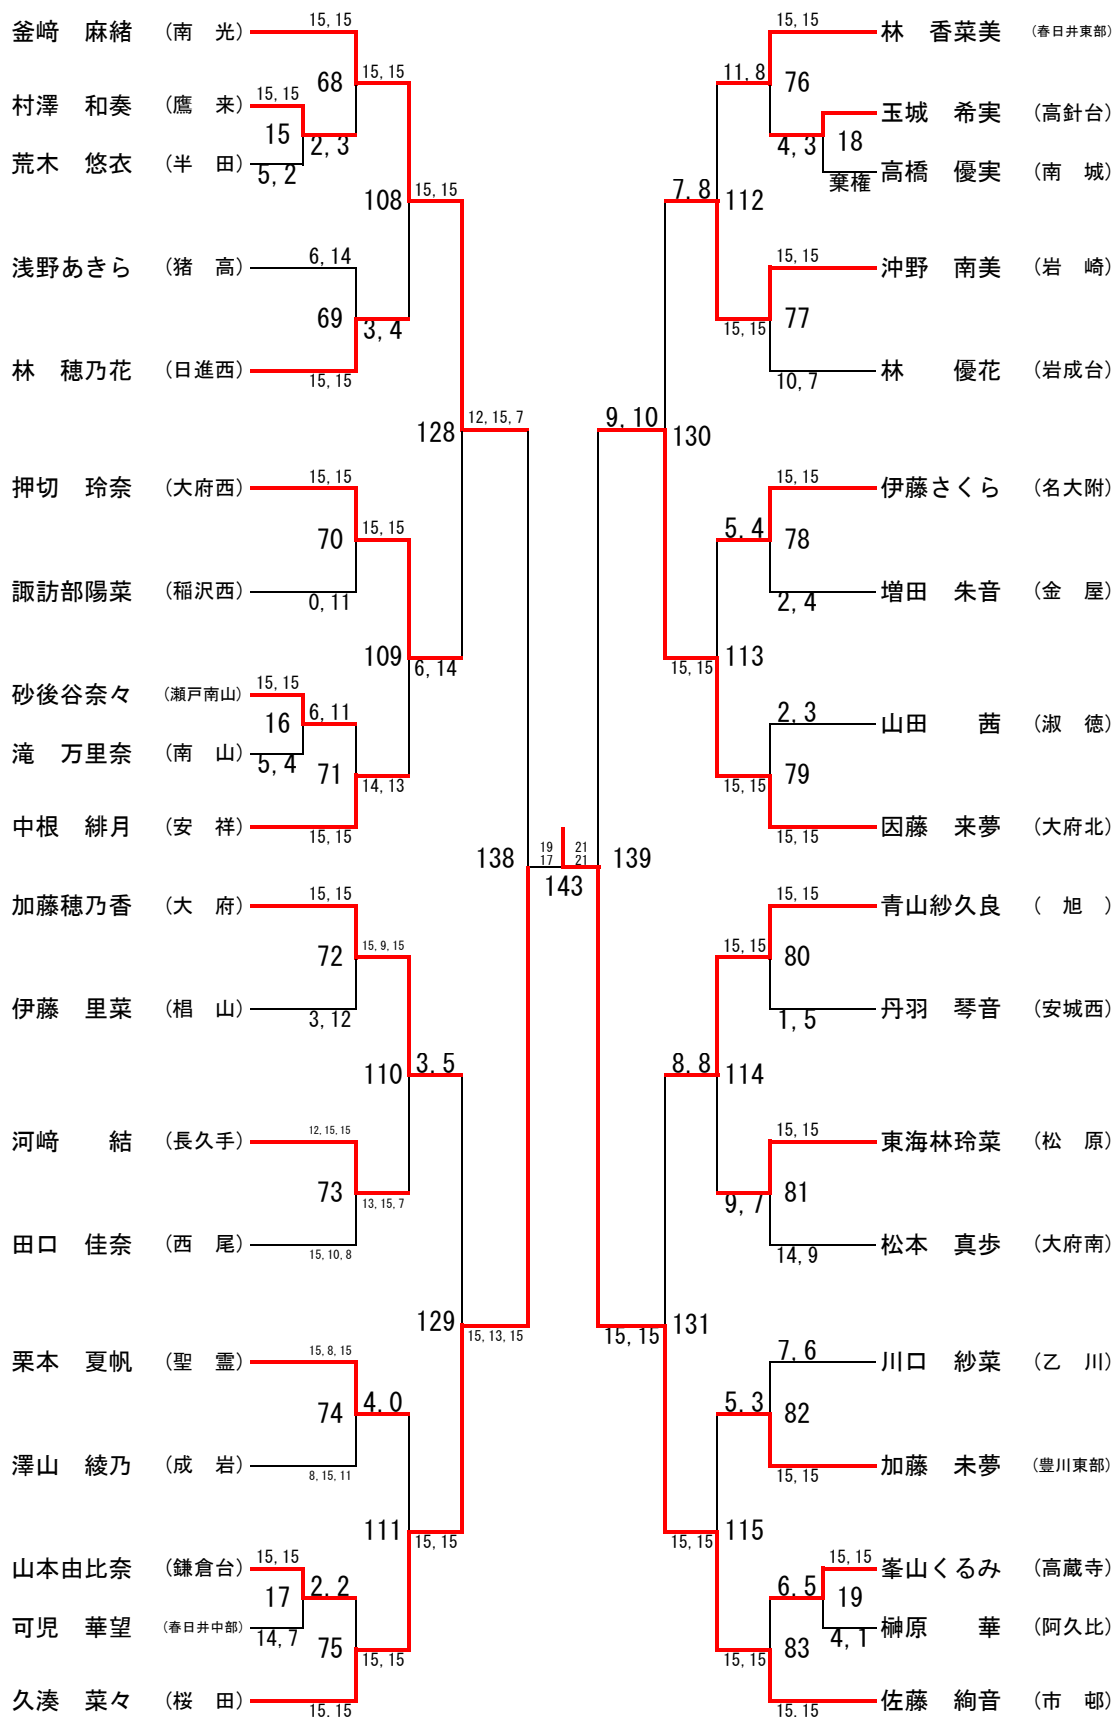 釜﨑　麻緒　（南　光）　15, 15
68　15, 15
村澤　和奏　（鷹　来）　15, 15
15　2, 3
荒木　悠衣　（半　田）　5, 2
108　15, 15
浅野あきら　（猪　高）　6, 14
69　3, 4
林　穂乃花　（日進西）　15, 15
128　12, 15, 7
押切　玲奈　（大府西）　15, 15
70　15, 15
諏訪部陽菜　（稲沢西）　0, 11
109　6, 14
砂後谷奈々　（瀬戸南山）　15, 15
16　6, 11
滝　万里奈　（南　山）　5, 4
71　14, 13
中根　緋月　（安　祥）　15, 15
138　19　21　139
17　21
143
加藤穂乃香　（大　府）　15, 15
72　15, 9, 15
伊藤　里菜　（椙　山）　3, 12
110　3, 5
河﨑　　結　（長久手）　12, 15, 15
73　13, 15, 7
田口　佳奈　（西　尾）　15, 10, 8
129　15, 13, 15
栗本　夏帆　（聖　霊）　15, 8, 15
74　4, 0
澤山　綾乃　（成　岩）　8, 15, 11
111　15, 15
山本由比奈　（鎌倉台）　15, 15
17　2, 2
可児　華望　（春日井中部）　14, 7
75　15, 15
久湊　菜々　（桜　田）　15, 15
15, 15　林　香菜美　（春日井東部）
11, 8　76
玉城　希実　（高針台）
4, 3　18
棄権　高橋　優実　（南　城）
7, 8　112
15, 15　沖野　南美　（岩　崎）
15, 15　77
10, 7　林　　優花　（岩成台）
9, 10　130
15, 15　伊藤さくら　（名大附）
5, 4　78
2, 4　増田　朱音　（金　屋）
15, 15　113
2, 3　山田　　茜　（淑　徳）
15, 15　79
15, 15　因藤　来夢　（大府北）
15, 15　青山紗久良　（　旭　）
15, 15　80
1, 5　丹羽　琴音　（安城西）
8, 8　114
15, 15　東海林玲菜　（松　原）
9, 7　81
14, 9　松本　真歩　（大府南）
15, 15　131
7, 6　川口　紗菜　（乙　川）
5, 3　82
15, 15　加藤　未夢　（豊川東部）
15, 15　115
15, 15　峯山くるみ　（高蔵寺）
6, 5　19
4, 1　榊原　　華　（阿久比）
15, 15　83
15, 15　佐藤　絢音　（市　邨）